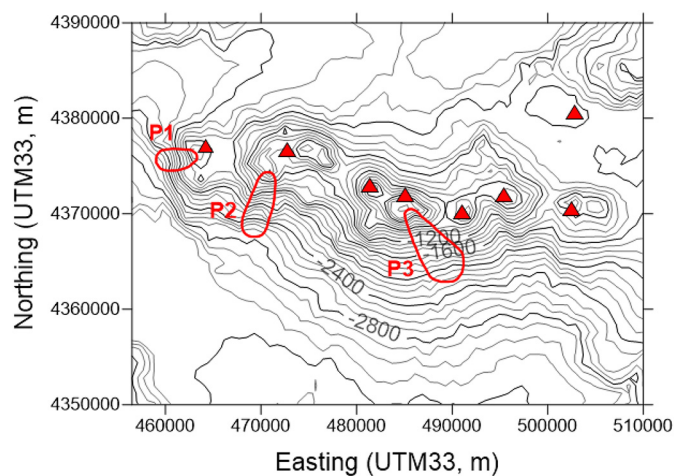 4390000
4380000
P1
P2
4370000
-1200
-1600
P3
-2400
4360000
-2800
4350000
460000 470000 480000 490000 500000 510000
Northing (UTM33, m)
Easting (UTM33, m)